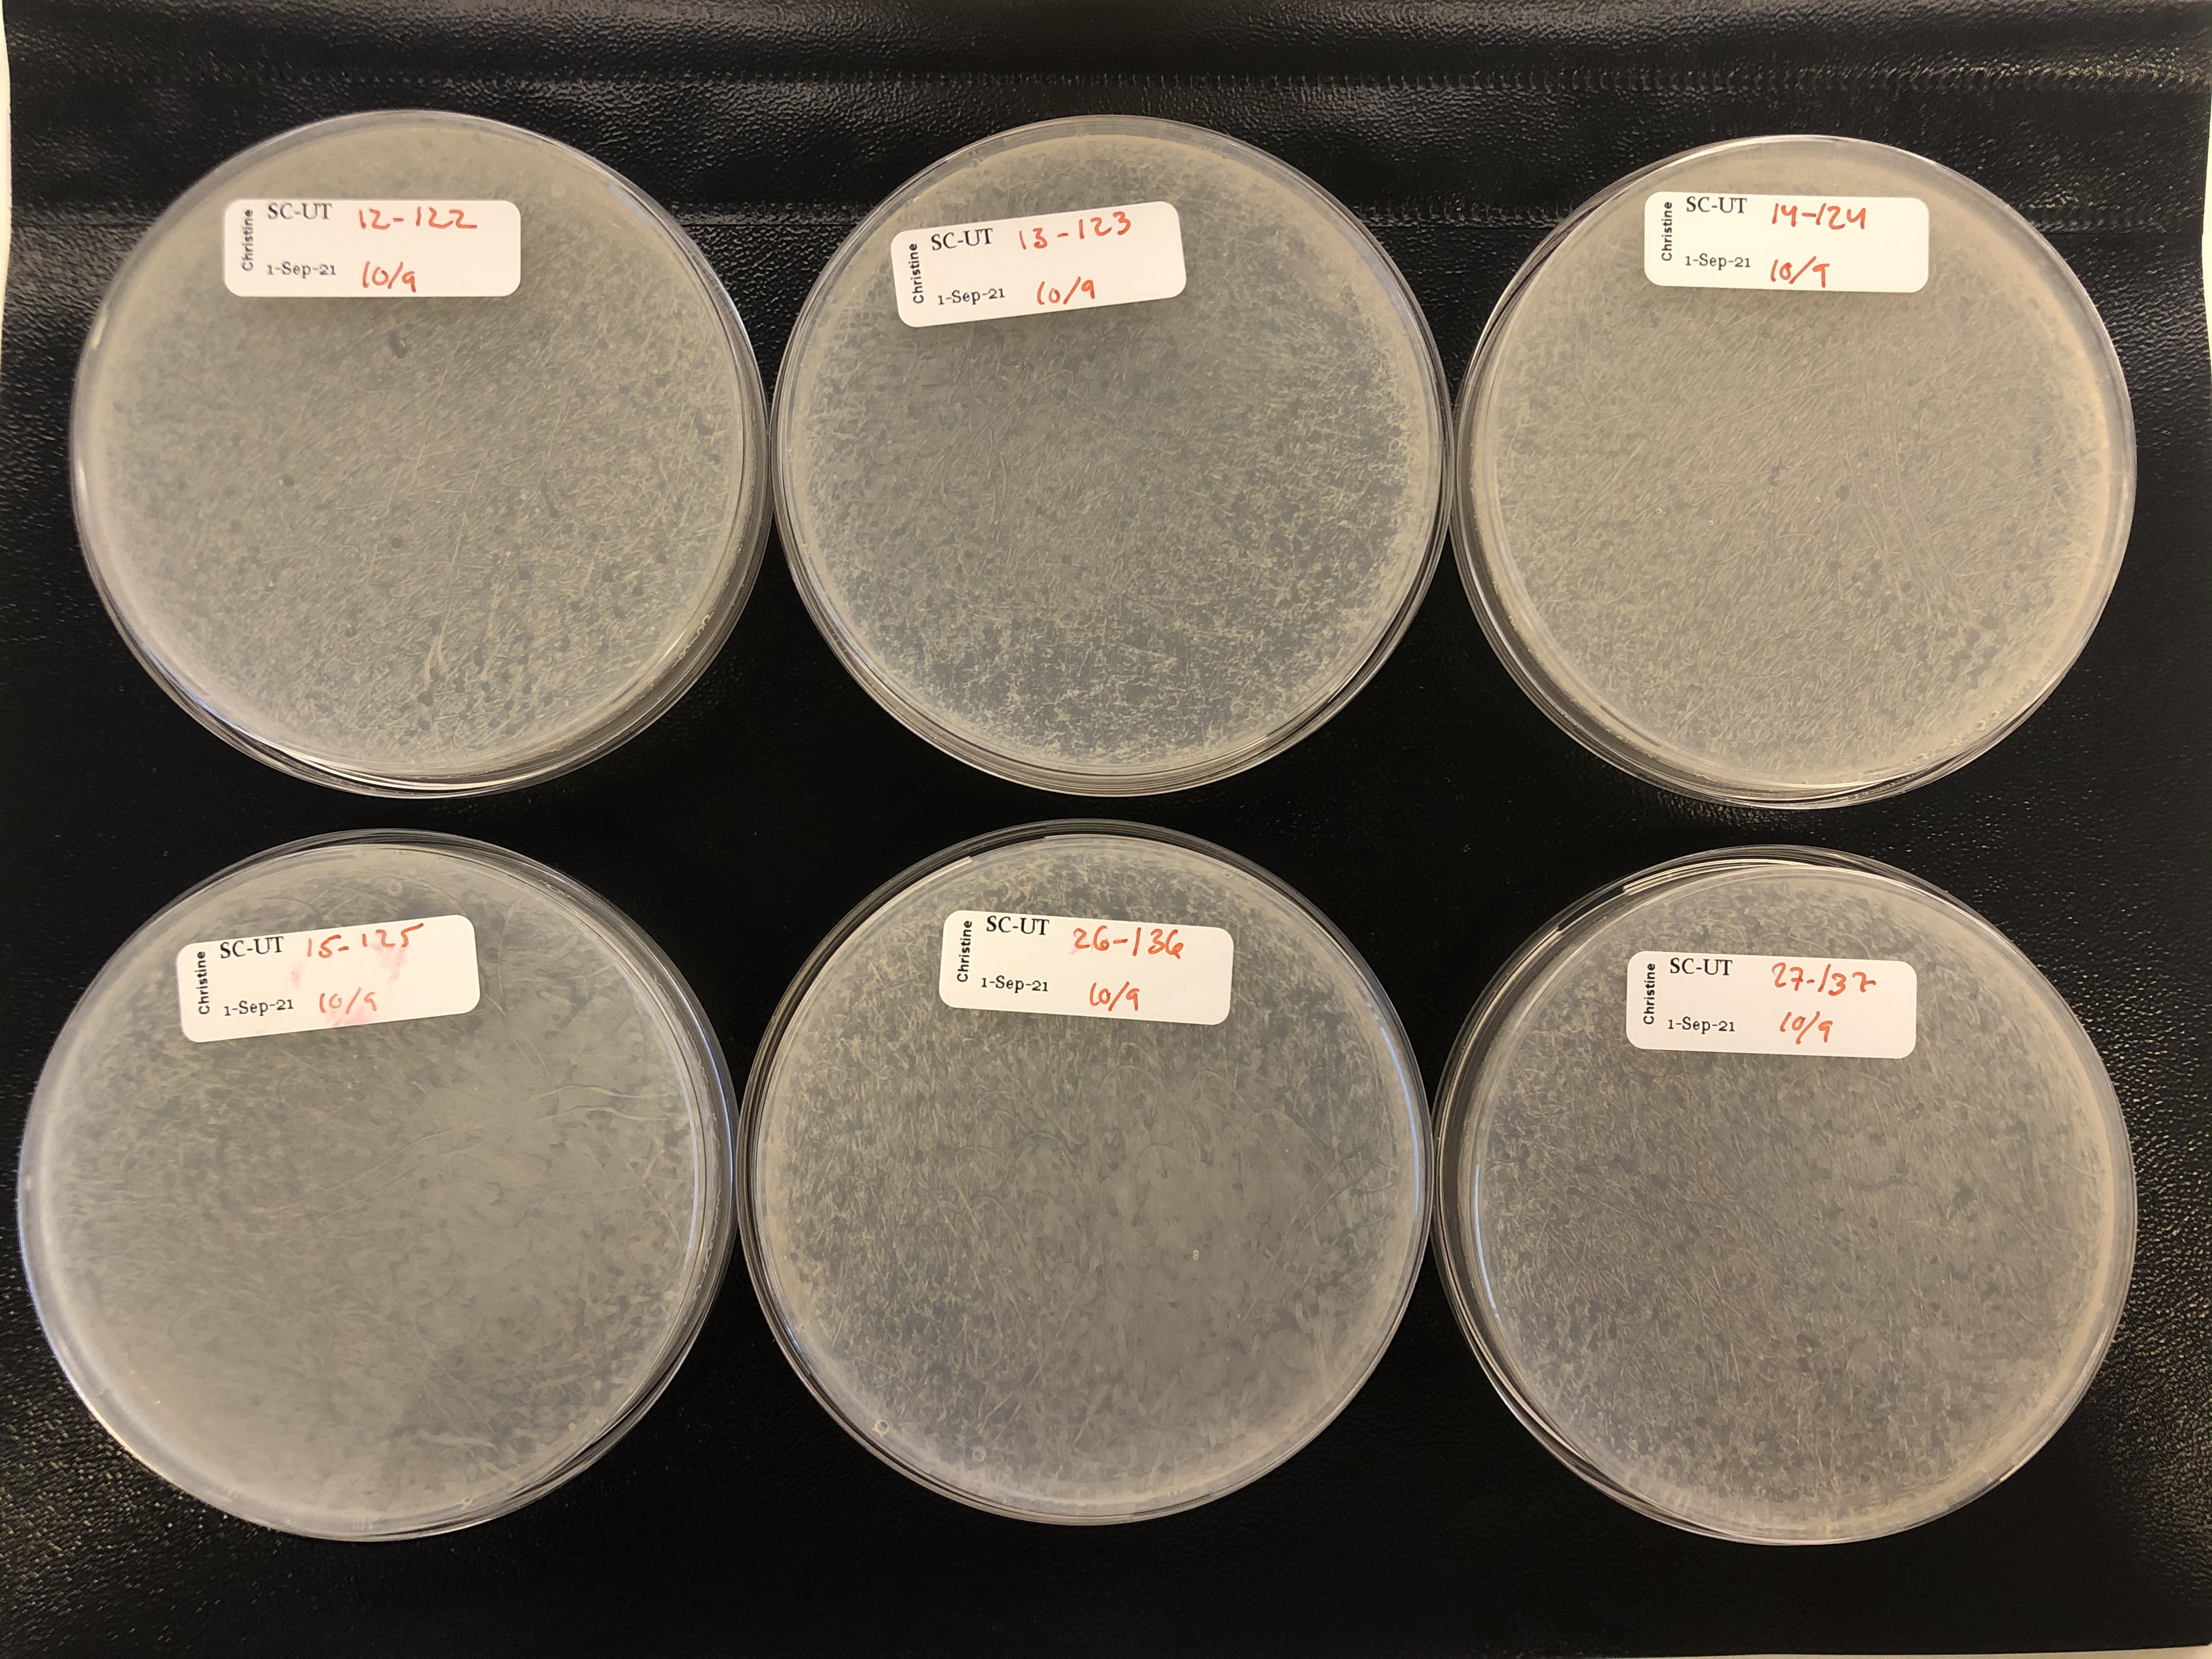 Christine
SC-UT 12-122
1-Sep-21 10/9
Christine
SC-UT 13-123
1-Sep-21 10/9
Christine
SC-UT 14-124
1-Sep-21 10/9
Christine
SC-UT 15-125
1-Sep-21 10/9
Christine
SC-UT 26-136
1-Sep-21 10/9
Christine
SC-UT 27-137
1-Sep-21 10/9